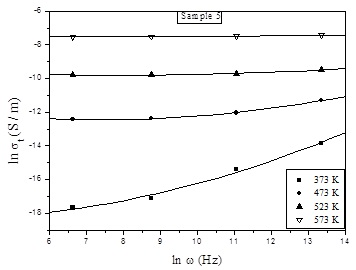 Sample 5
-6
-8
-10
-12
-14
-16
-18
ln σt (S / m)
6 7 8 9 10 11 12 13 14
ln ω (Hz)
373 K
473 K
523 K
573 K